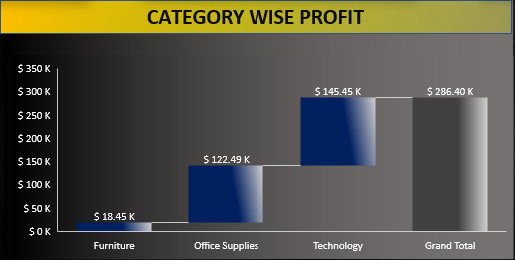 CATEGORY WISE PROFIT
$ 350 K
$ 300 K
$ 250 K
$ 200 K
$ 150 K
$ 100 K
$ 50 K
$ 0 K
$ 18.45 K
$ 122.49 K
$ 145.45 K
$ 286.40 K
Furniture
Office Supplies
Technology
Grand Total